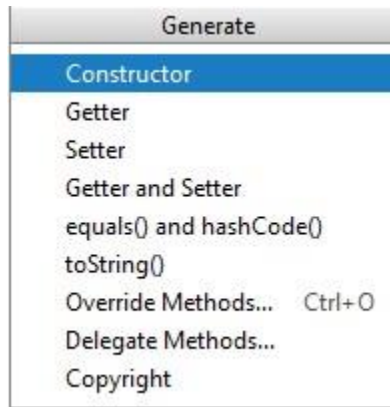 Generate
Constructor
Getter
Setter
Getter and Setter
equals() and hashCode()
toString()
Override Methods... Ctrl+O
Delegate Methods...
Copyright